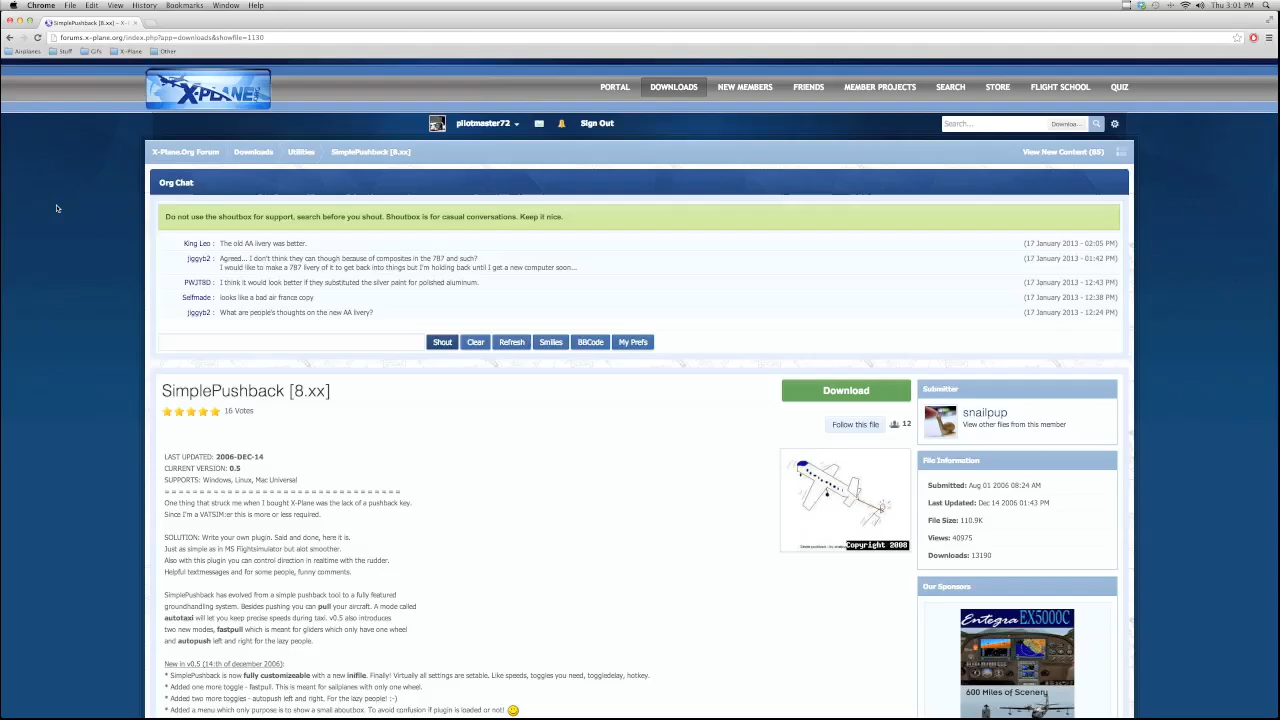 Chrome File Edit View History Bookmarks Window Help
Thu 3:01 PM
SimplePushback [8.xx] - X-
forums.x-plane.org/index.php?app=downloads&showfile=1130
Airplanes Stuff Gifs X-Plane Other
X-PLANE.ORG
PORTAL DOWNLOADS NEW MEMBERS FRIENDS MEMBER PROJECTS SEARCH STORE FLIGHT SCHOOL QUIZ
pilotmaster72 Sign Out
Search... Downloa...
X-Plane.Org Forum Downloads Utilities SimplePushback [8.xx]
View New Content (85)
Org Chat
Do not use the shoutbox for support, search before you shout. Shoutbox is for casual conversations. Keep it nice.
King Leo : The old AA livery was better. (17 January 2013 - 02:05 PM)
jiggyb2 : Agreed... I don't think they can though because of composites in the 787 and such? (17 January 2013 - 01:42 PM)
I would like to make a 787 livery of it to get back into things but I'm holding back until I get a new computer soon...
PWJT8D : I think it would look better if they substituted the silver paint for polished aluminum. (17 January 2013 - 12:43 PM)
Selfmade : looks like a bad air france copy (17 January 2013 - 12:38 PM)
jiggyb2 : What are people's thoughts on the new AA livery? (17 January 2013 - 12:24 PM)
Shout Clear Refresh Smilies BBCode My Prefs
SimplePushback [8.xx]
16 Votes
Download
Follow this file 12
LAST UPDATED: 2006-DEC-14
CURRENT VERSION: 0.5
SUPPORTS: Windows, Linux, Mac Universal
= = = = = = = = = = = = = = = = = = = = = = = = = = = = = = = = =
One thing that struck me when I bought X-Plane was the lack of a pushback key.
Since I'm a VATSIM:er this is more or less required.
SOLUTION: Write your own plugin. Said and done, here it is.
Just as simple as in MS Flightsimulator but alot smoother.
Also with this plugin you can control direction in realtime with the rudder.
Helpful textmessages and for some people, funny comments.
SimplePushback has evolved from a simple pushback tool to a fully featured
groundhandling system. Besides pushing you can pull your aircraft. A mode called
autotaxi will let you keep precise speeds during taxi. v0.5 also introduces
two new modes, fastpull which is meant for gliders which only have one wheel
and autopush left and right for the lazy people.
New in v0.5 (14:th of december 2006):
* SimplePushback is now fully customizeable with a new inifile. Finally! Virtually all settings are setable. Like speeds, toggles you need, toggledelay, hotkey.
* Added one more toggle - fastpull. This is meant for sailplanes with only one wheel.
* Added two more toggles - autopush left and right. For the lazy people! :-)
* Added a menu which only purpose is to show a small aboutbox. To avoid confusion if plugin is loaded or not!
Copyright 2008
Submitter
snailpup
View other files from this member
File Information
Submitted: Aug 01 2006 08:24 AM
Last Updated: Dec 14 2006 01:43 PM
File Size: 110.9K
Views: 40975
Downloads: 13190
Our Sponsors
Entegra EX5000C
600 Miles of Scenery